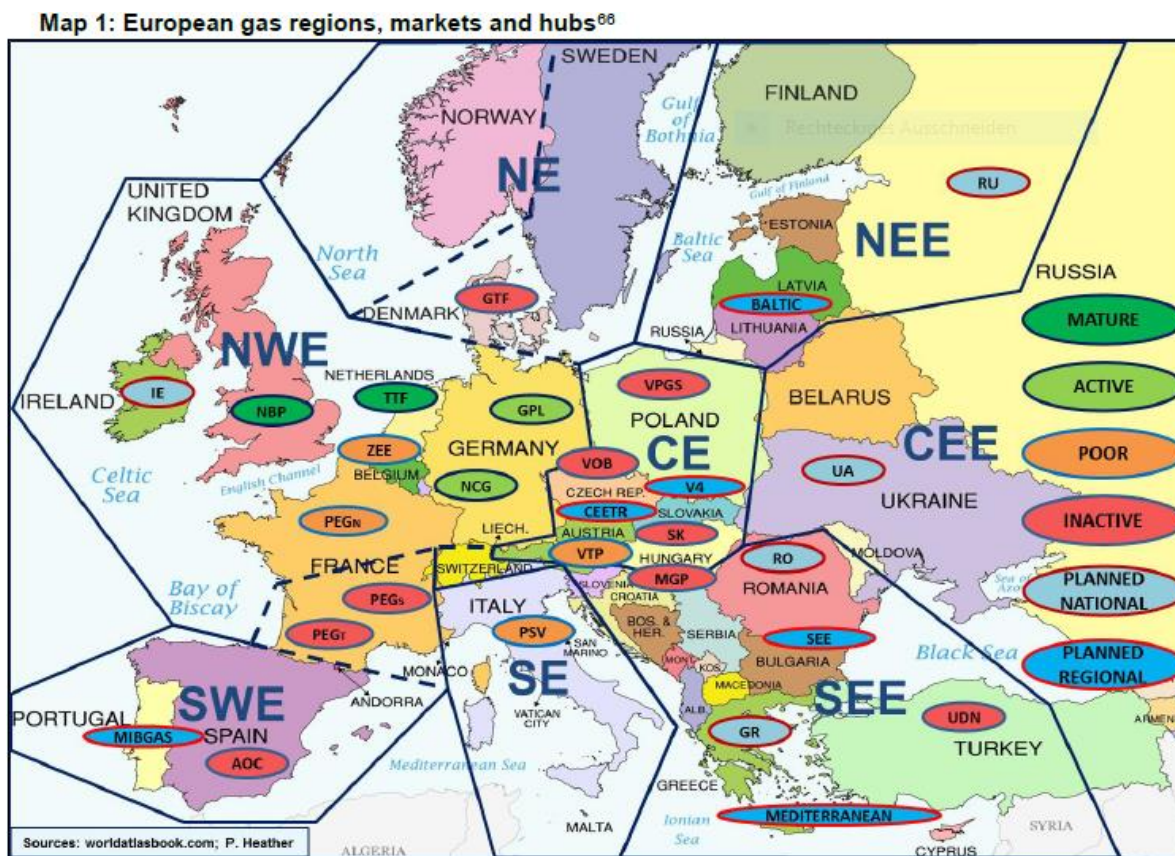 Map 1: European gas regions, markets and hubs66
SWEDEN
FINLAND
NORWAY
Gulf
of
Bothnia
Rechteckiges Ausschneiden
NE
RU
UNITED
KINGDOM
Gulf of Finland
ESTONIA
North
Sea
Baltic
Sea
NEE
RUSSIA
LATVIA
DENMARK
GTF
BALTIC
LITHUANIA
MATURE
RUSSIA
NWE
NETHERLANDS
VPGS
ACTIVE
IRELAND
IE
NBP
TTF
GPL
POLAND
BELARUS
GERMANY
CE
CEE
POOR
ZEE
VOB
UA
Celtic
Sea
English Channel
BELGIUM
NCG
CZECH REP.
V4
UKRAINE
PEGN
CEETR
SLOVAKIA
INACTIVE
LIECH.
AUSTRIA
SK
FRANCE
VTP
HUNGARY
RO
MOLDOVA
SWITZERLAND
SLOVENIA
MGP
ROMANIA
Sea of
Azo
PLANNED
NATIONAL
Bay of
Biscay
PEGS
ITALY
CROATIA
PEGT
PSV
BOS. &
HER.
SERBIA
SEE
SAN
MARINO
Black Sea
PLANNED
REGIONAL
MONACO
SE
MONT.
KOS.
BULGARIA
SWE
ANDORRA
MACEDONIA
SEE
VATICAN
CITY
ALB.
ARMEN
PORTUGAL
MIBGAS
SPAIN
GR
UDN
TURKEY
AOC
Mediterranean Sea
GREECE
Ionian
Sea
MEDITERRANEAN
MALTA
SYRIA
CYPRUS
ALGERIA
Sources: worldatlasbook.com; P. Heather